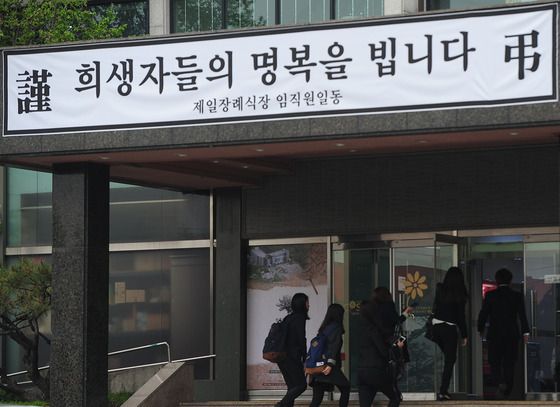 謹 희생자들의 명복을 빕니다 弔
제일장례식장 임직원일동